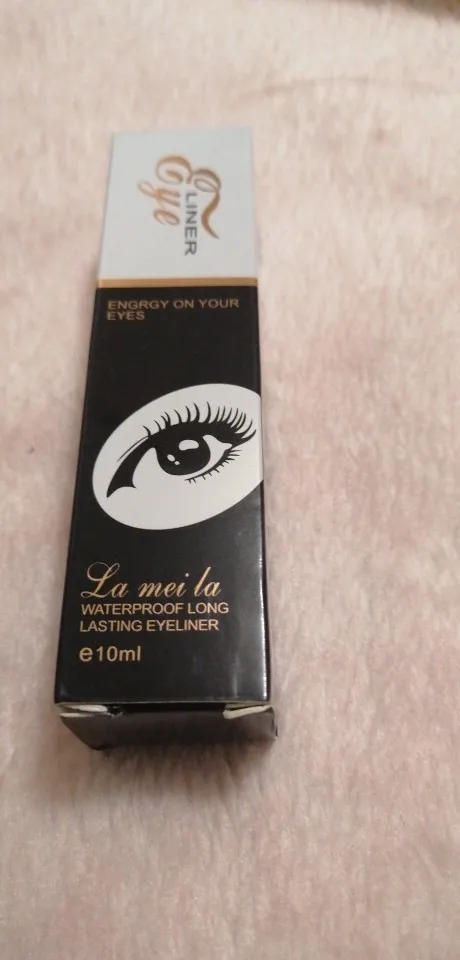 Eye
LINER
ENGRGY ON YOUR
EYES
La mei la
WATERPROOF LONG
LASTING EYELINER
e10ml